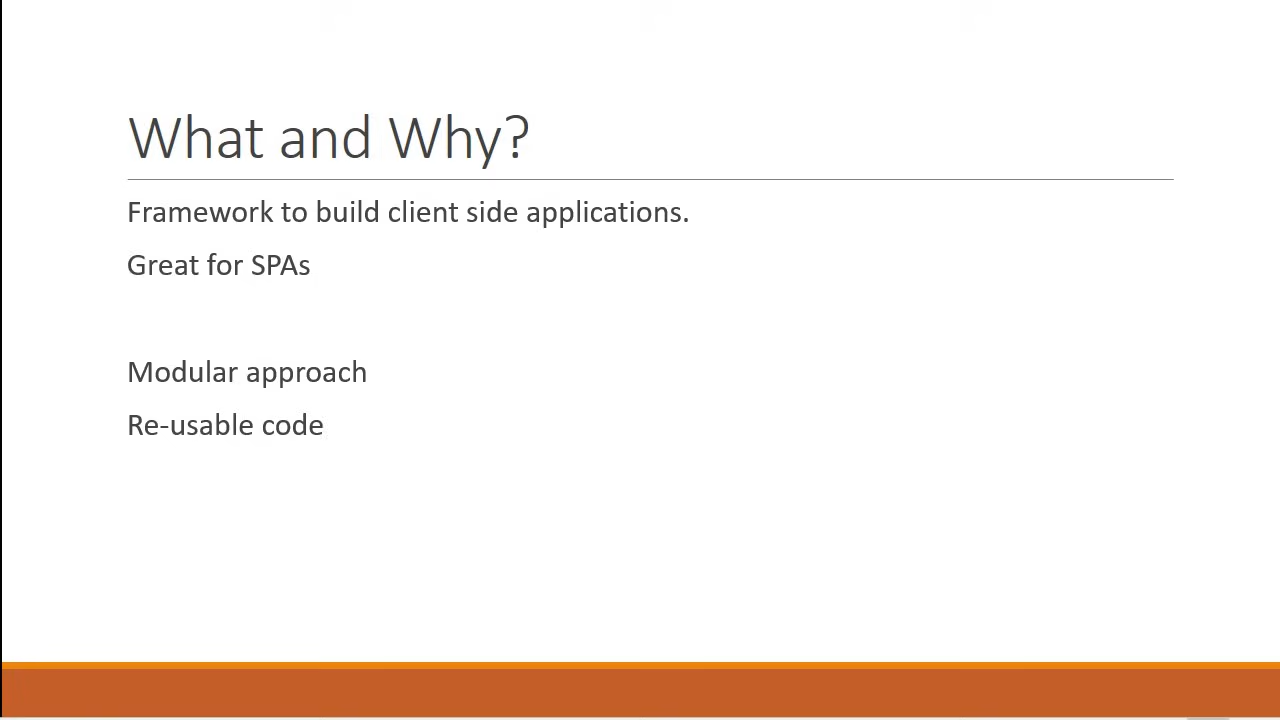 What and Why?
Framework to build client side applications.
Great for SPAs
Modular approach
Re-usable code